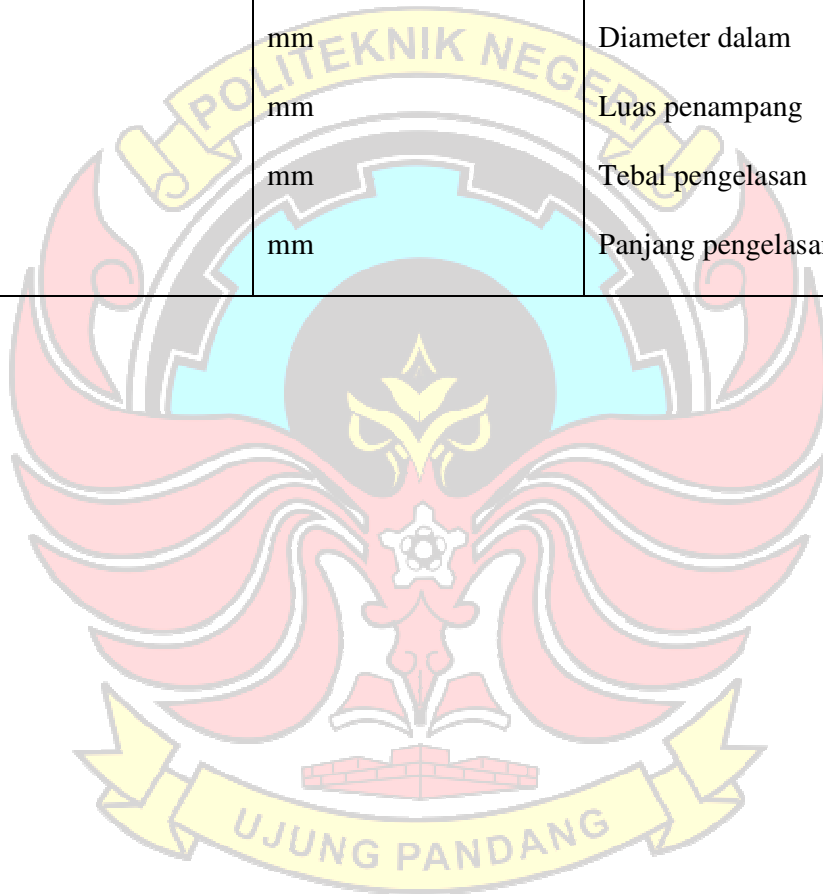 POLITEKNIK NEGERI
mm Diameter dalam
mm Luas penampang
mm Tebal pengelasan
mm Panjang pengelasan
UJUNG PANDANG